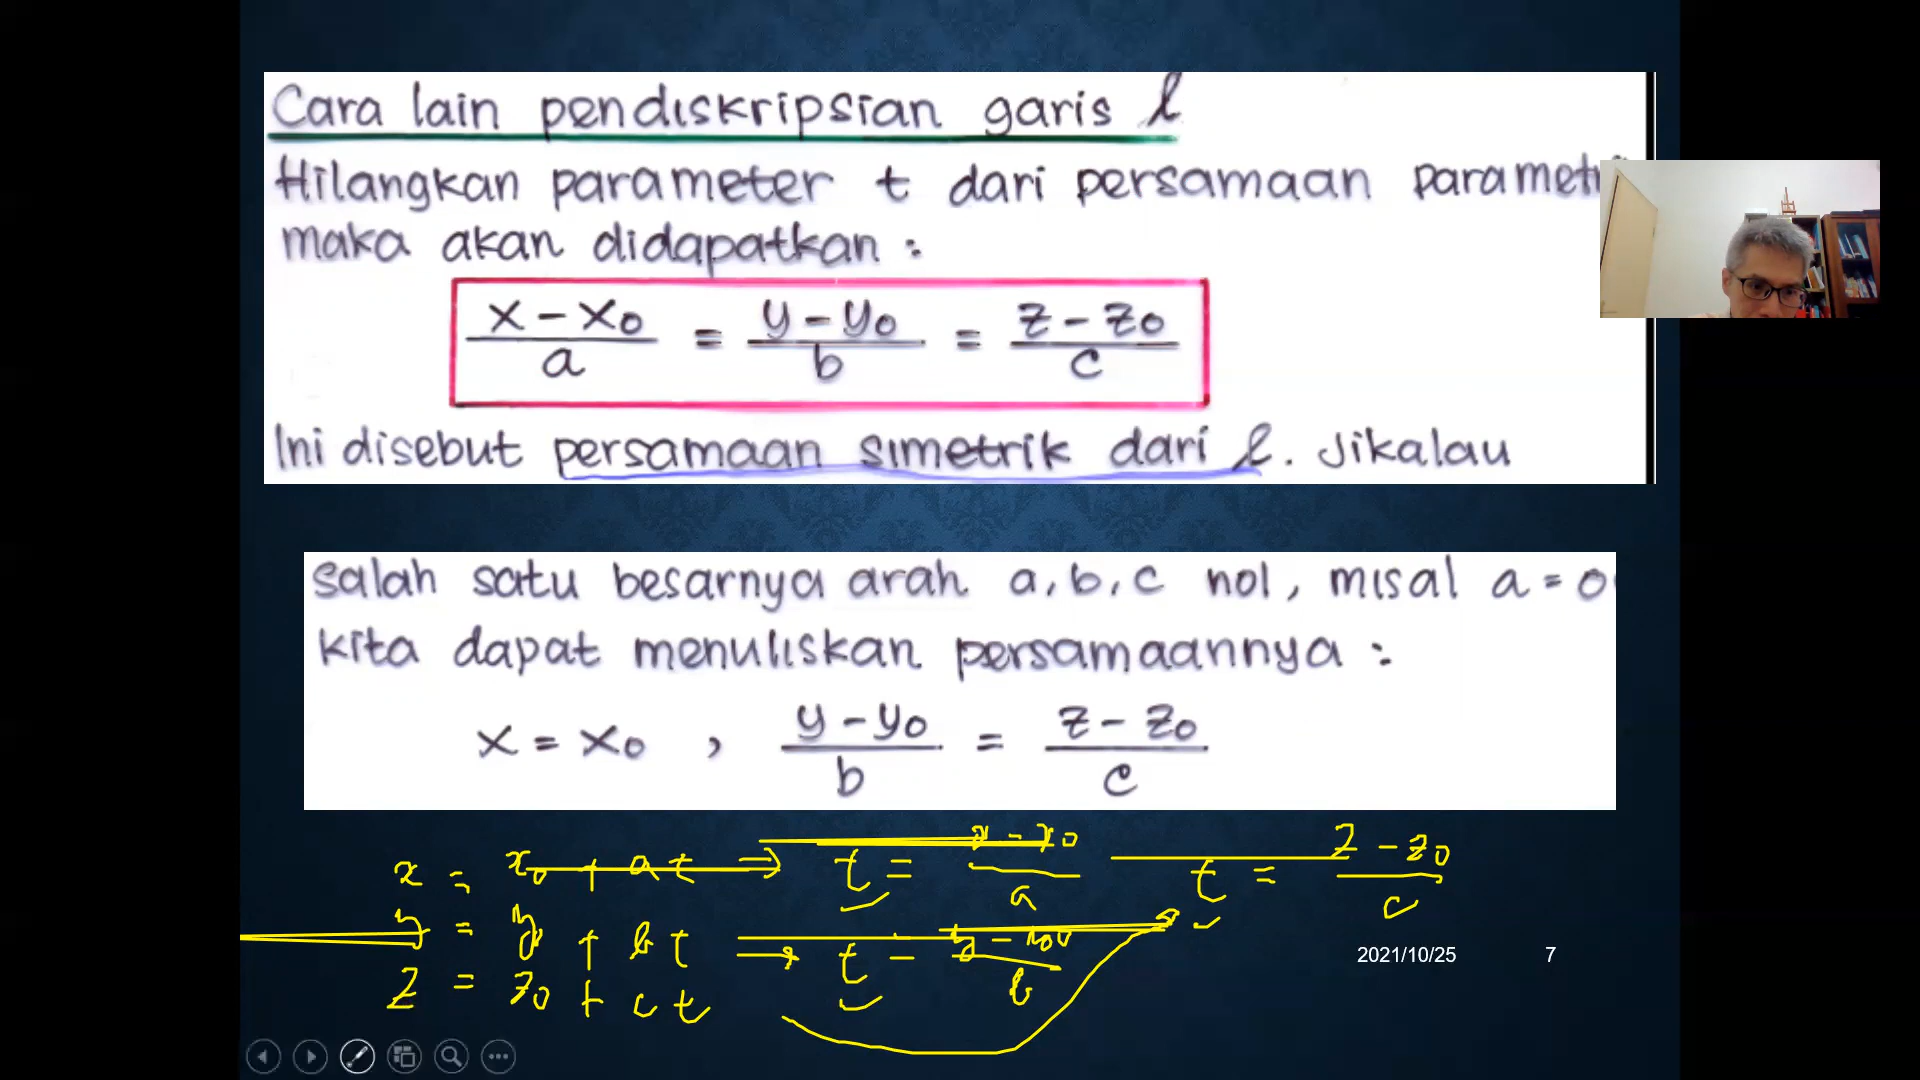 Cara lain pendiskripsian garis l
Hilangkan parameter t dari persamaan paramet
maka akan didapatkan :
x - x₀ / a = y - y₀ / b = z - z₀ / c
Ini disebut persamaan simetrik dari l. Jikalau
salah satu besarnya arah a, b, c nol, misal a = 0
kita dapat menuliskan persamaannya :
x = x₀ , y - y₀ / b = z - z₀ / c
x = x₀ + at ⇒ t = x - x₀ / a t = z - z₀ / c
y = y₀ + bt ⇒ t = / b
z = z₀ + ct
2021/10/25 7